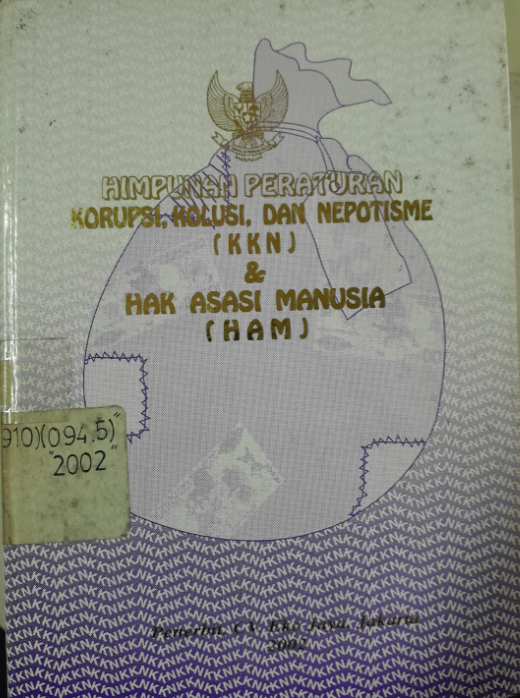 HIMPUNAN PERATURAN
KORUPSI, KOLUSI, DAN NEPOTISME
(KKN)
&
HAK ASASI MANUSIA
(HAM)
910)(094.5)"
"2002"
Penerbit, CV, Eko Jaya, Jakarta
2002